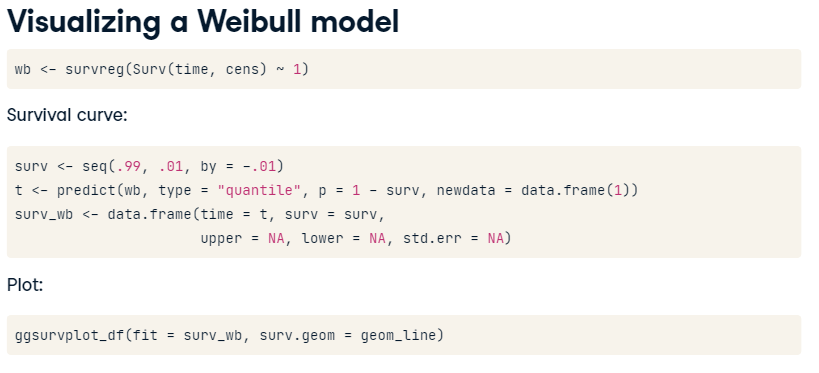 Visualizing a Weibull model
wb <- survreg(Surv(time, cens) ~ 1)
Survival curve:
surv <- seq(.99, .01, by = -.01)
t <- predict(wb, type = "quantile", p = 1 - surv, newdata = data.frame(1))
surv_wb <- data.frame(time = t, surv = surv,
                      upper = NA, lower = NA, std.err = NA)
Plot:
ggsurvplot_df(fit = surv_wb, surv.geom = geom_line)